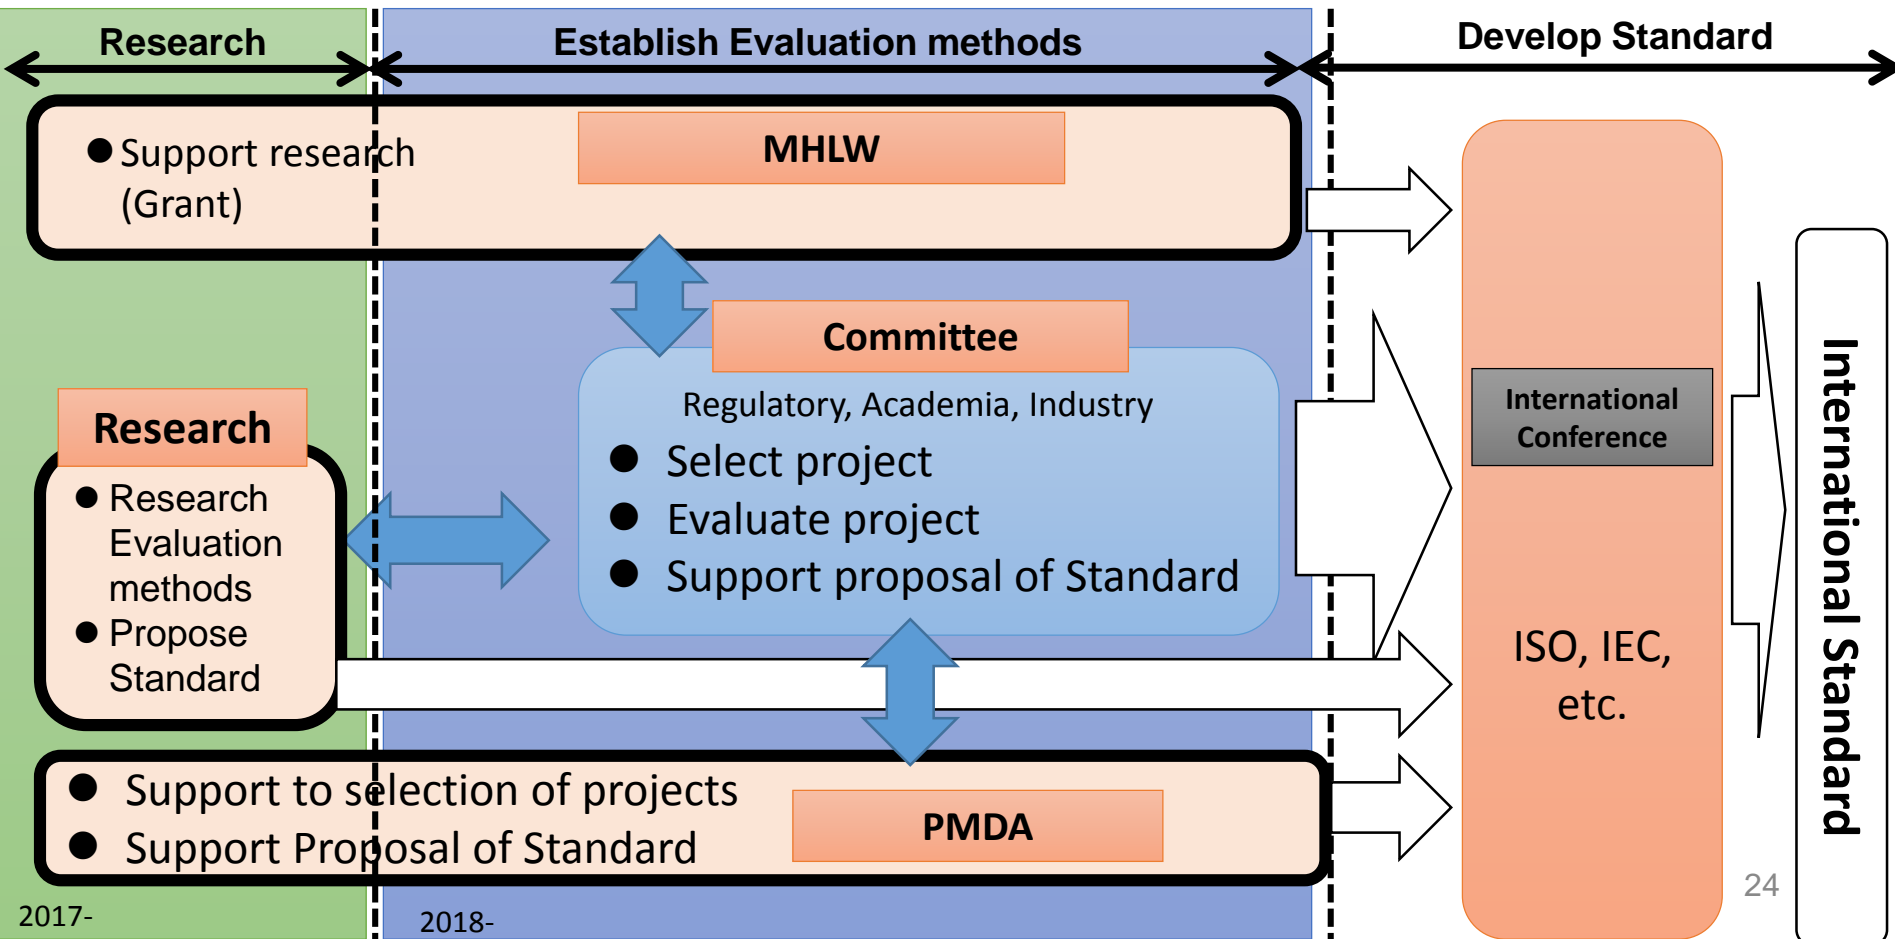 Research
Establish Evaluation methods
Develop Standard
● Support research
(Grant)
MHLW
Committee
Regulatory, Academia, Industry
● Select project
● Evaluate project
● Support proposal of Standard
Research
● Research
Evaluation
methods
● Propose
Standard
● Support to selection of projects
● Support Proposal of Standard
PMDA
International
Conference
ISO, IEC,
etc.
International Standard
24
2017-
2018-